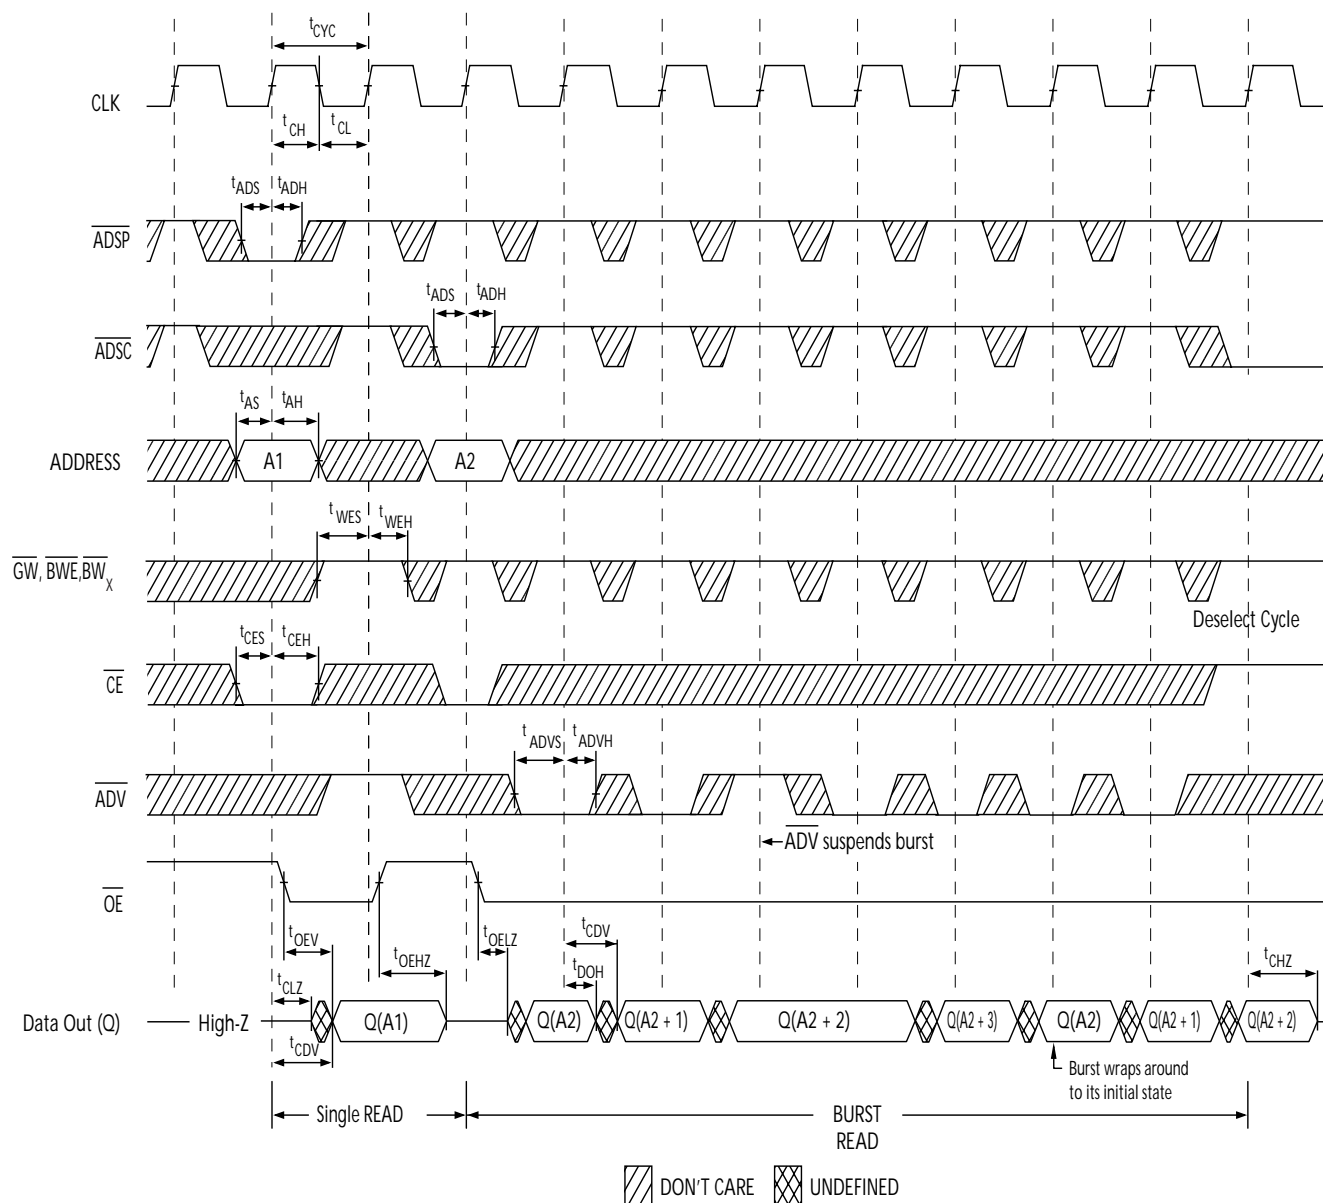 tCYC
CLK
tCH tCL
tADS tADH
ADSP
tADS tADH
ADSC
tAS tAH
ADDRESS A1 A2
tWES tWEH
GW, BWE,BWX
Deselect Cycle
tCES tCEH
CE
tADVS tADVH
ADV
ADV suspends burst
OE
tOEV tOEHZ tOELZ tCDV
tCLZ tDOH tCHZ
Data Out (Q) High-Z Q(A1) Q(A2) Q(A2 + 1) Q(A2 + 2) Q(A2 + 3) Q(A2) Q(A2 + 1) Q(A2 + 2)
tCDV
Burst wraps around
to its initial state
Single READ BURST
READ
DON'T CARE UNDEFINED